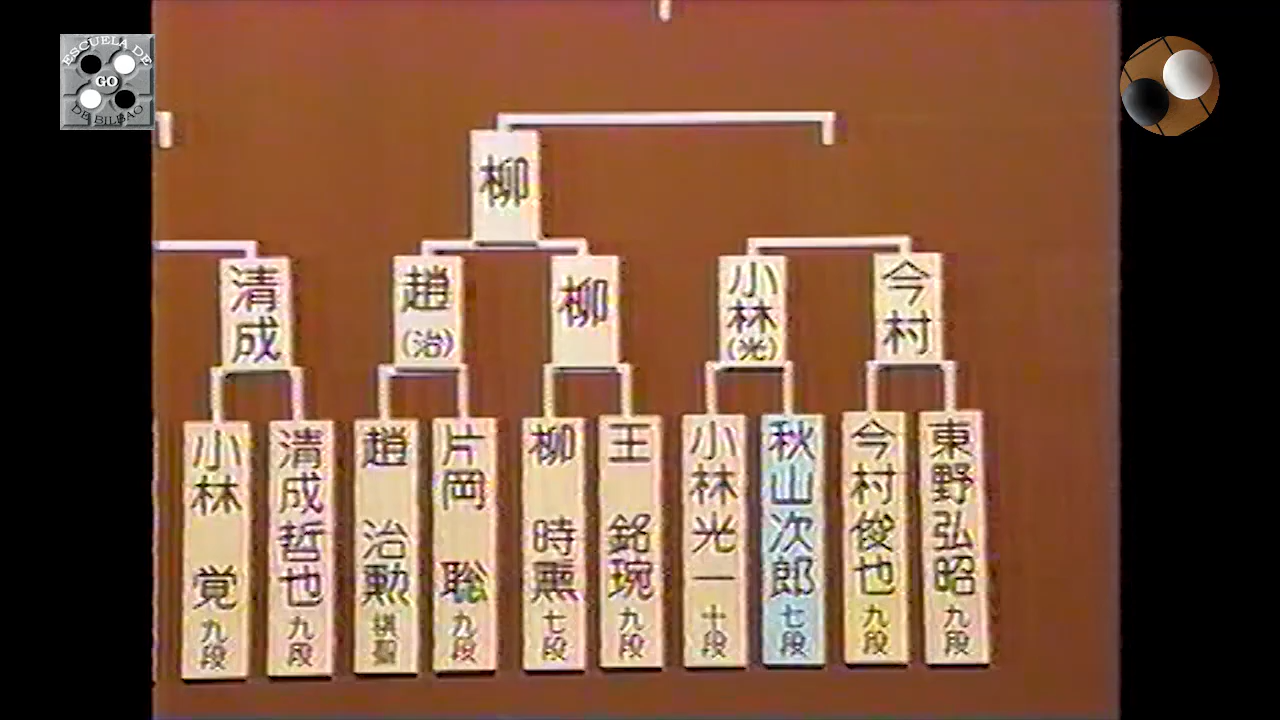 ESCUELA DE
GO
DE BILBAO
柳
清成
趙(治)
柳
小林(光)
今村
小林 覚 九段
清成哲也 九段
趙 治勲 棋聖
片岡 聡 九段
柳 時熏 七段
王 銘琬 九段
小林光一 十段
秋山次郎 七段
今村俊也 九段
東野弘昭 九段